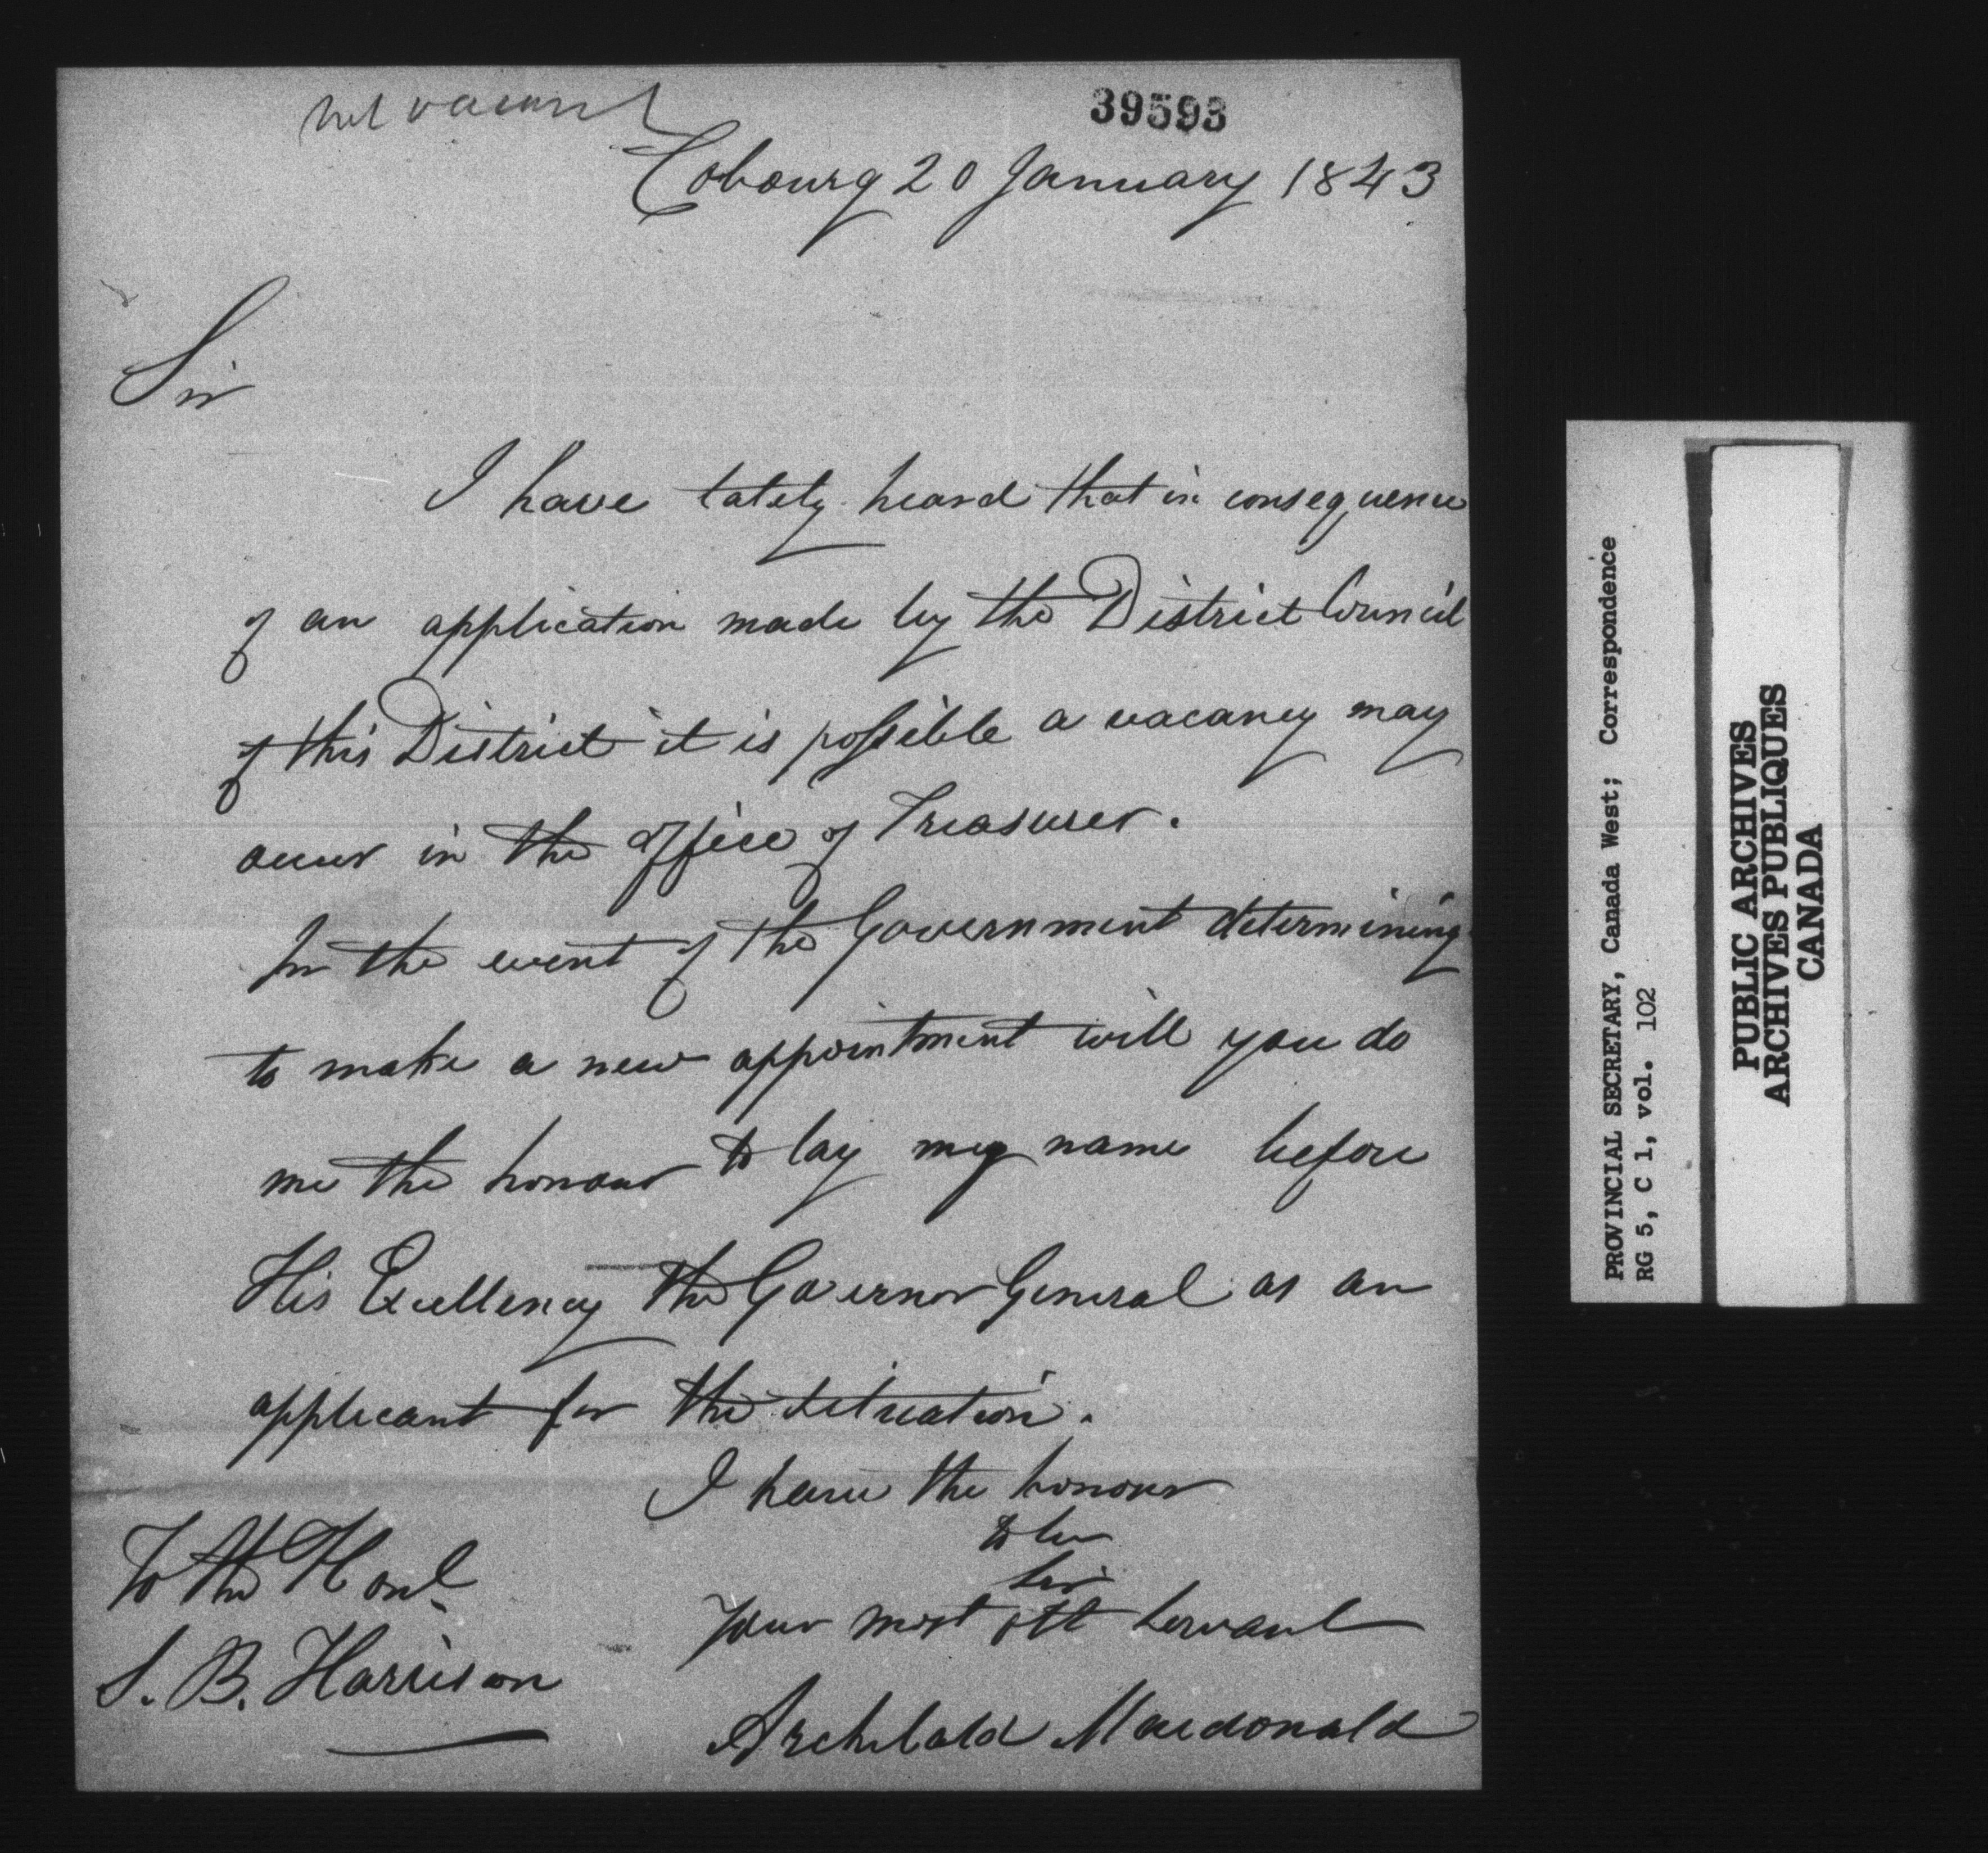 not vacant
39593
Cobourg 20 January 1843
Sir
I have lately heard that in consequence
of an application made by the District Council
of this District it is possible a vacancy may
occur in the office of Treasurer.
In the event of the Government determining
to make a new appointment will you do
me the honour to lay my name before
His Excellency the Governor General as an
applicant for the situation.
I have the honour
to be
Sir
Your most obt servant
Archibald Macdonald
To the Honl.
S. B. Harrison
PROVINCIAL SECRETARY, Canada West; Correspondence
RG 5, C 1, vol. 102
PUBLIC ARCHIVES
ARCHIVES PUBLIQUES
CANADA